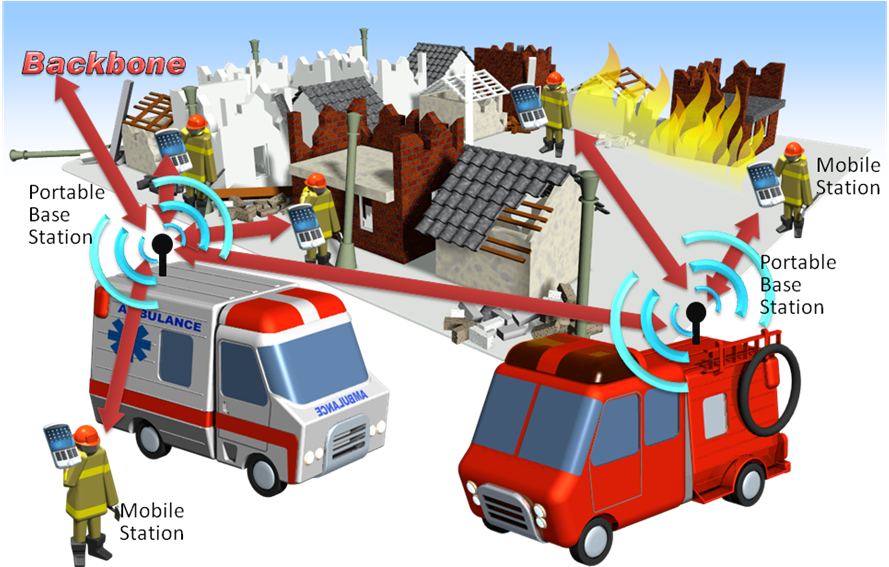 Backbone
Portable
Base
Station
Mobile
Station
Portable
Base
Station
AMBULANCE
AMBULANCE
Mobile
Station